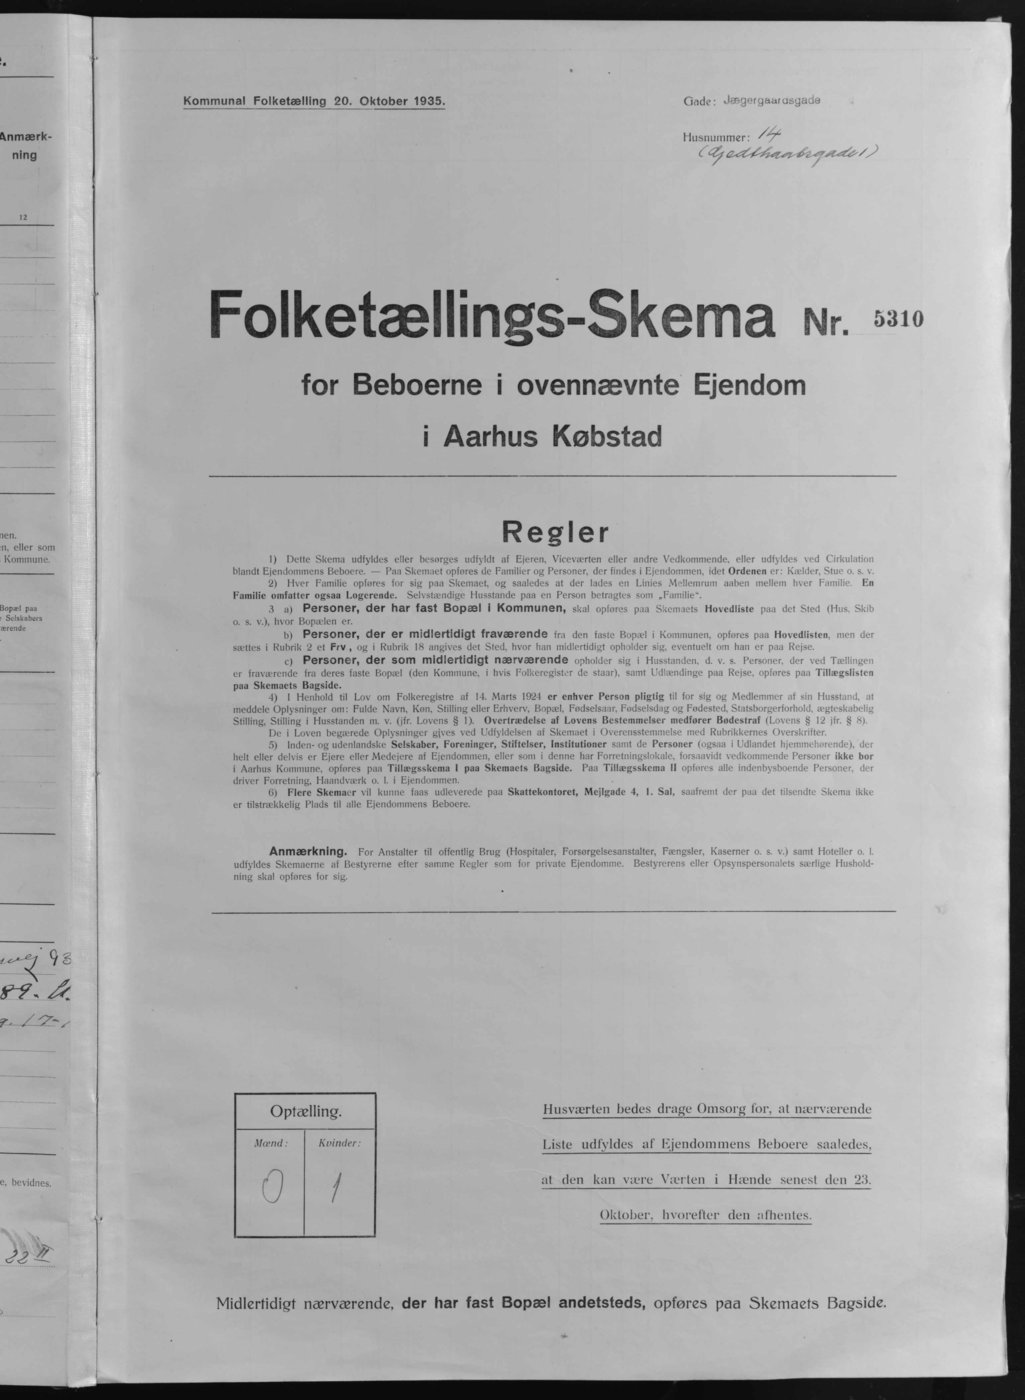 Anmærk-
ning
12
n, eller som
Kommune.
Bopæl paa
Selskabers
ærende
vej 93
89.
17-
e, bevidnes.
22 II
Kommunal Folketælling 20. Oktober 1935.
Gade: Jægergaardsgade
Husnummer: 14
Folketællings-Skema Nr. 5310
for Beboerne i ovennævnte Ejendom
i Aarhus Købstad
Regler
1) Dette Skema udfyldes eller besørges udfyldt af Ejeren, Viceværten eller andre Vedkommende, eller udfyldes ved Cirkulation
blandt Ejendommens Beboere. — Paa Skemaet opføres de Familier og Personer, der findes i Ejendommen, idet Ordenen er: Kælder, Stue o. s. v.
2) Hver Familie opføres for sig paa Skemaet, og saaledes at der lades en Linies Mellemrum aaben mellem hver Familie. En
Familie omfatter ogsaa Logerende. Selvstændige Husstande paa en Person betragtes som „Familie“.
3 a) Personer, der har fast Bopæl i Kommunen, skal opføres paa Skemaets Hovedliste paa det Sted (Hus, Skib
o. s. v.), hvor Bopælen er.
b) Personer, der er midlertidigt fraværende fra den faste Bopæl i Kommunen, opføres paa Hovedlisten, men der
sættes i Rubrik 2 et Frv., og i Rubrik 18 angives det Sted, hvor han midlertidigt opholder sig, eventuelt om han er paa Rejse.
c) Personer, der som midlertidigt nærværende opholder sig i Husstanden, d. v. s. Personer, der ved Tællingen
er fraværende fra deres faste Bopæl (den Kommune, i hvis Folkeregister de staar), samt Udlændinge paa Rejse, opføres paa Tillægslisten
paa Skemaets Bagside.
4) I Henhold til Lov om Folkeregistre af 14. Marts 1924 er enhver Person pligtig til for sig og Medlemmer af sin Husstand, at
meddele Oplysninger om: Fulde Navn, Køn, Stilling eller Erhverv, Bopæl, Fødselsaar, Fødselsdag og Fødested, Statsborgerforhold, ægteskabelig
Stilling, Stilling i Husstanden m. v. (jfr. Lovens § 1). Overtrædelse af Lovens Bestemmelser medfører Bødestraf (Lovens § 12 jfr. § 8).
De i Loven begærede Oplysninger gives ved Udfyldelsen af Skemaet i Overensstemmelse med Rubrikkernes Overskrifter.
5) Inden- og udenlandske Selskaber, Foreninger, Stiftelser, Institutioner samt de Personer (ogsaa i Udlandet hjemmehørende), der
helt eller delvis er Ejere eller Medejere af Ejendommen, eller som i denne har Forretningslokale, forsaavidt vedkommende Personer ikke bor
i Aarhus Kommune, opføres paa Tillægsskema I paa Skemaets Bagside. Paa Tillægsskema II opføres alle indenbysboende Personer, der
driver Forretning, Haandværk o. l. i Ejendommen.
6) Flere Skemaer vil kunne faas udleverede paa Skattekontoret, Mejlgade 4, 1. Sal, saafremt der paa det tilsendte Skema ikke
er tilstrækkelig Plads til alle Ejendommens Beboere.
Anmærkning. For Anstalter til offentlig Brug (Hospitaler, Forsørgelsesanstalter, Fængsler, Kaserner o. s. v.) samt Hoteller o. l.
udfyldes Skemaerne af Bestyrerne efter samme Regler som for private Ejendomme. Bestyrerens eller Opsynspersonalets særlige Hushold-
ning skal opføres for sig.
Optælling.
Mænd: Kvinder:
0 1
Husværten bedes drage Omsorg for, at nærværende
Liste udfyldes af Ejendommens Beboere saaledes,
at den kan være Værten i Hænde senest den 23.
Oktober, hvorefter den afhentes.
Midlertidigt nærværende, der har fast Bopæl andetsteds, opføres paa Skemaets Bagside.